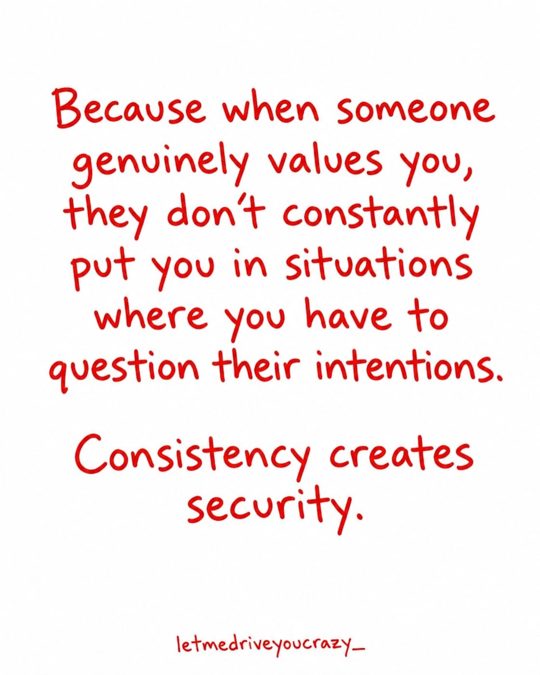 Because when someone
genuinely values you,
they don't constantly
put you in situations
where you have to
question their intentions.
Consistency creates
security.
letmedriveyoucrazy_